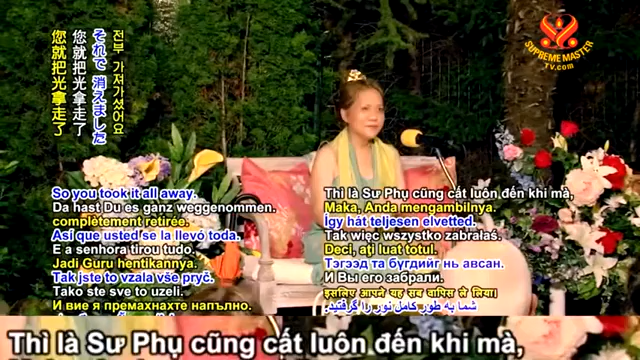 SUPREME MASTER
TV.com
您就把光拿走了
您就把光拿走了
それで 消えました
전부 가져가셨어요
So you took it all away.
Da hast Du es ganz weggenommen.
complètement retirée.
Así que usted se la llevó toda.
E a senhora tirou tudo.
Jadi Guru hentikannya.
Tak jste to vzala vše pryč.
Tako ste sve to uzeli.
И вие я премахнахте напълно.
Thì là Sư Phụ cũng cất luôn đến khi mà,
Maka, Anda mengambilnya.
Így hát teljesen elvetted.
Tak więc wszystko zabrałaś.
Deci, aţi luat totul.
Тэгээд та бүгдийг нь авсан.
И Вы его забрали.
इसलिए आपने यह सब वापिस ले लिया।
شما به طور کامل نور را گرفتید.
Thì là Sư Phụ cũng cất luôn đến khi mà,